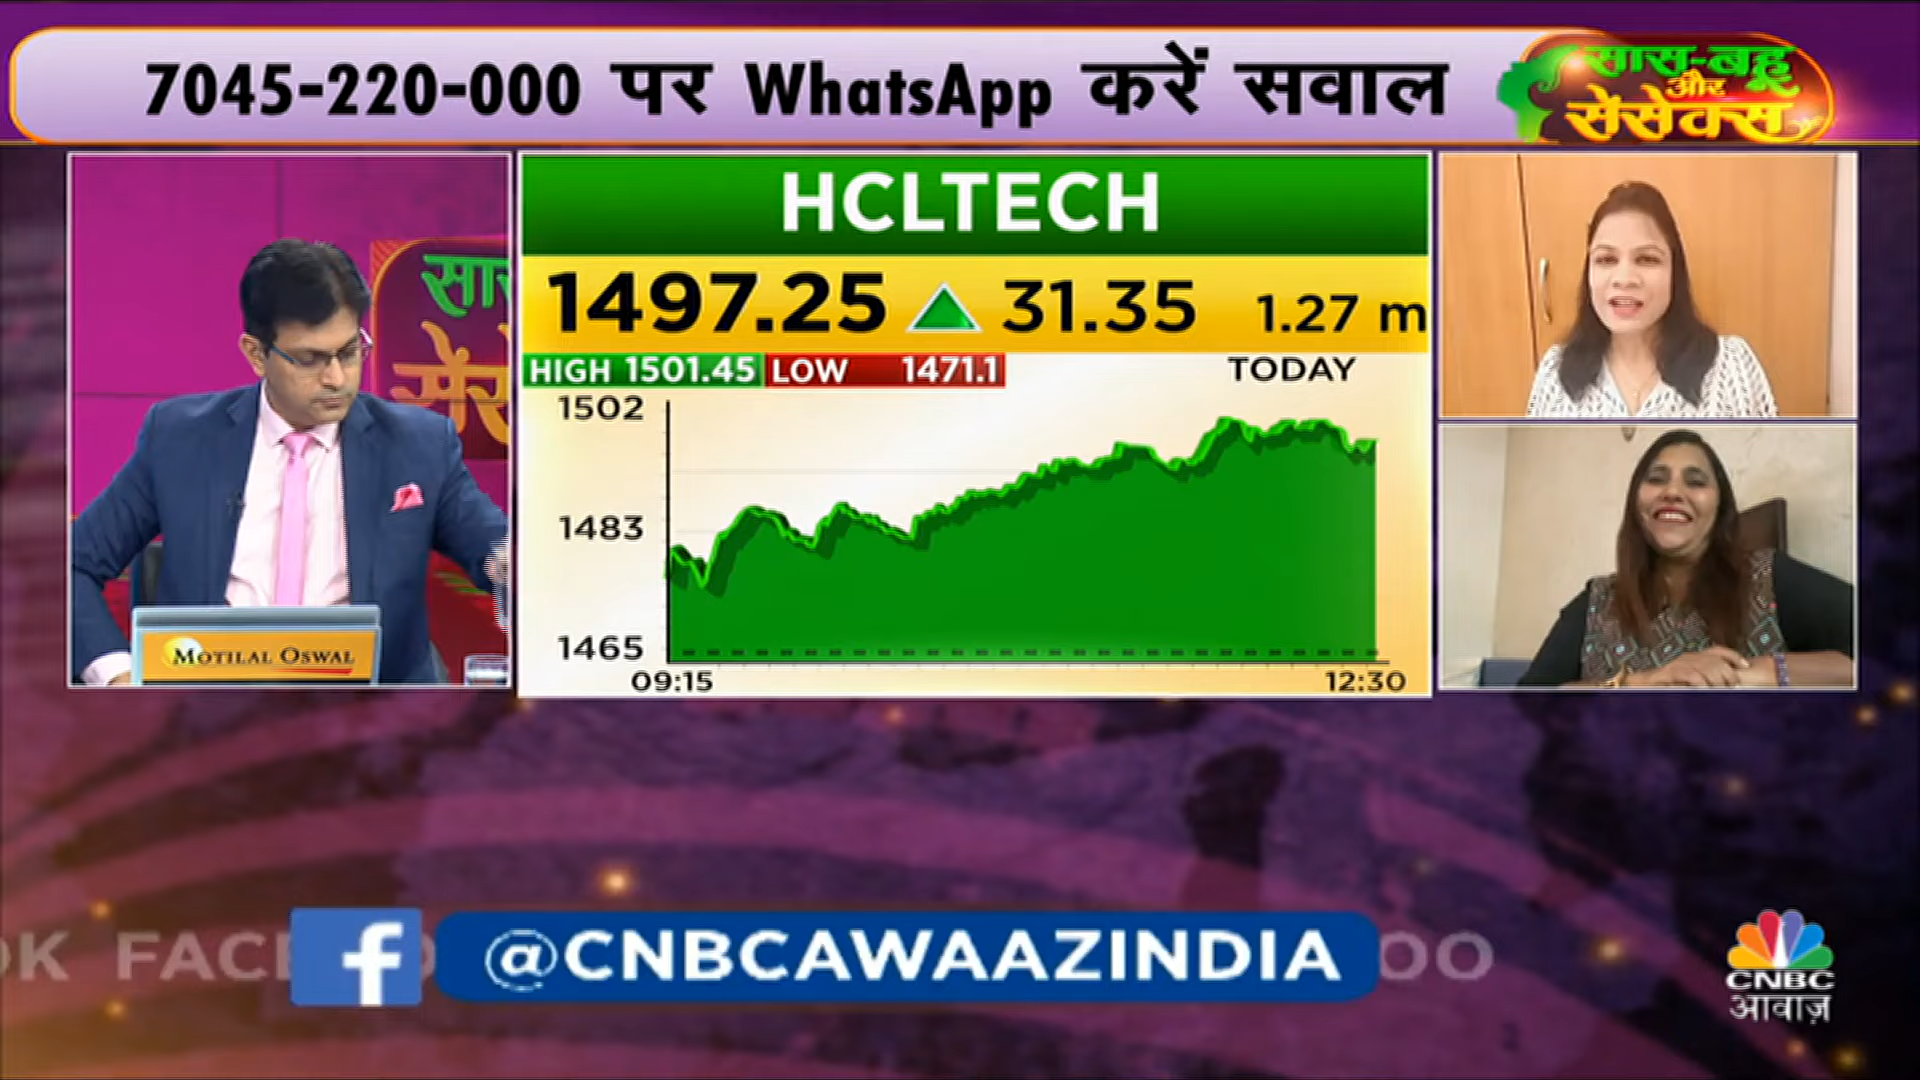 7045-220-000 पर WhatsApp करें सवाल
सास-बहू
और
सेंसेक्स
HCLTECH
1497.25 31.35 1.27 m
HIGH 1501.45 LOW 1471.1 TODAY
1502
1483
1465
09:15 12:30
MOTILAL OSWAL
f @CNBCAWAAZINDIA
CNBC
आवाज़